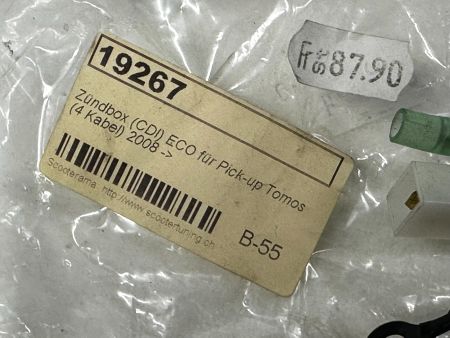 19267
Zündbox (CDI) ECO für Pick-up Tomos
(4 Kabel) 2008 ->
Scooterama http://www.scootertuning.ch
B-55
87.90